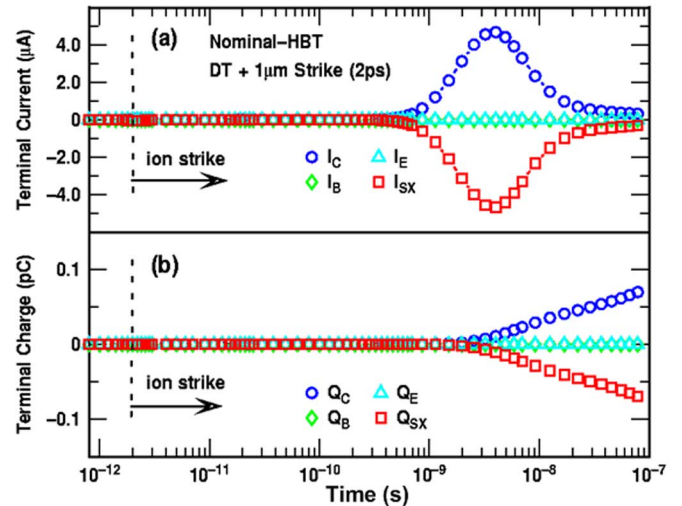 (a)
Nominal–HBT
DT + 1μm Strike (2ps)
Terminal Current (μA)
4.0
2.0
0
−2.0
−4.0
ion strike
I_C
I_E
I_B
I_SX
(b)
Terminal Charge (pC)
0.1
0
−0.1
ion strike
Q_C
Q_E
Q_B
Q_SX
10⁻¹²
10⁻¹¹
10⁻¹⁰
10⁻⁹
10⁻⁸
10⁻⁷
Time (s)